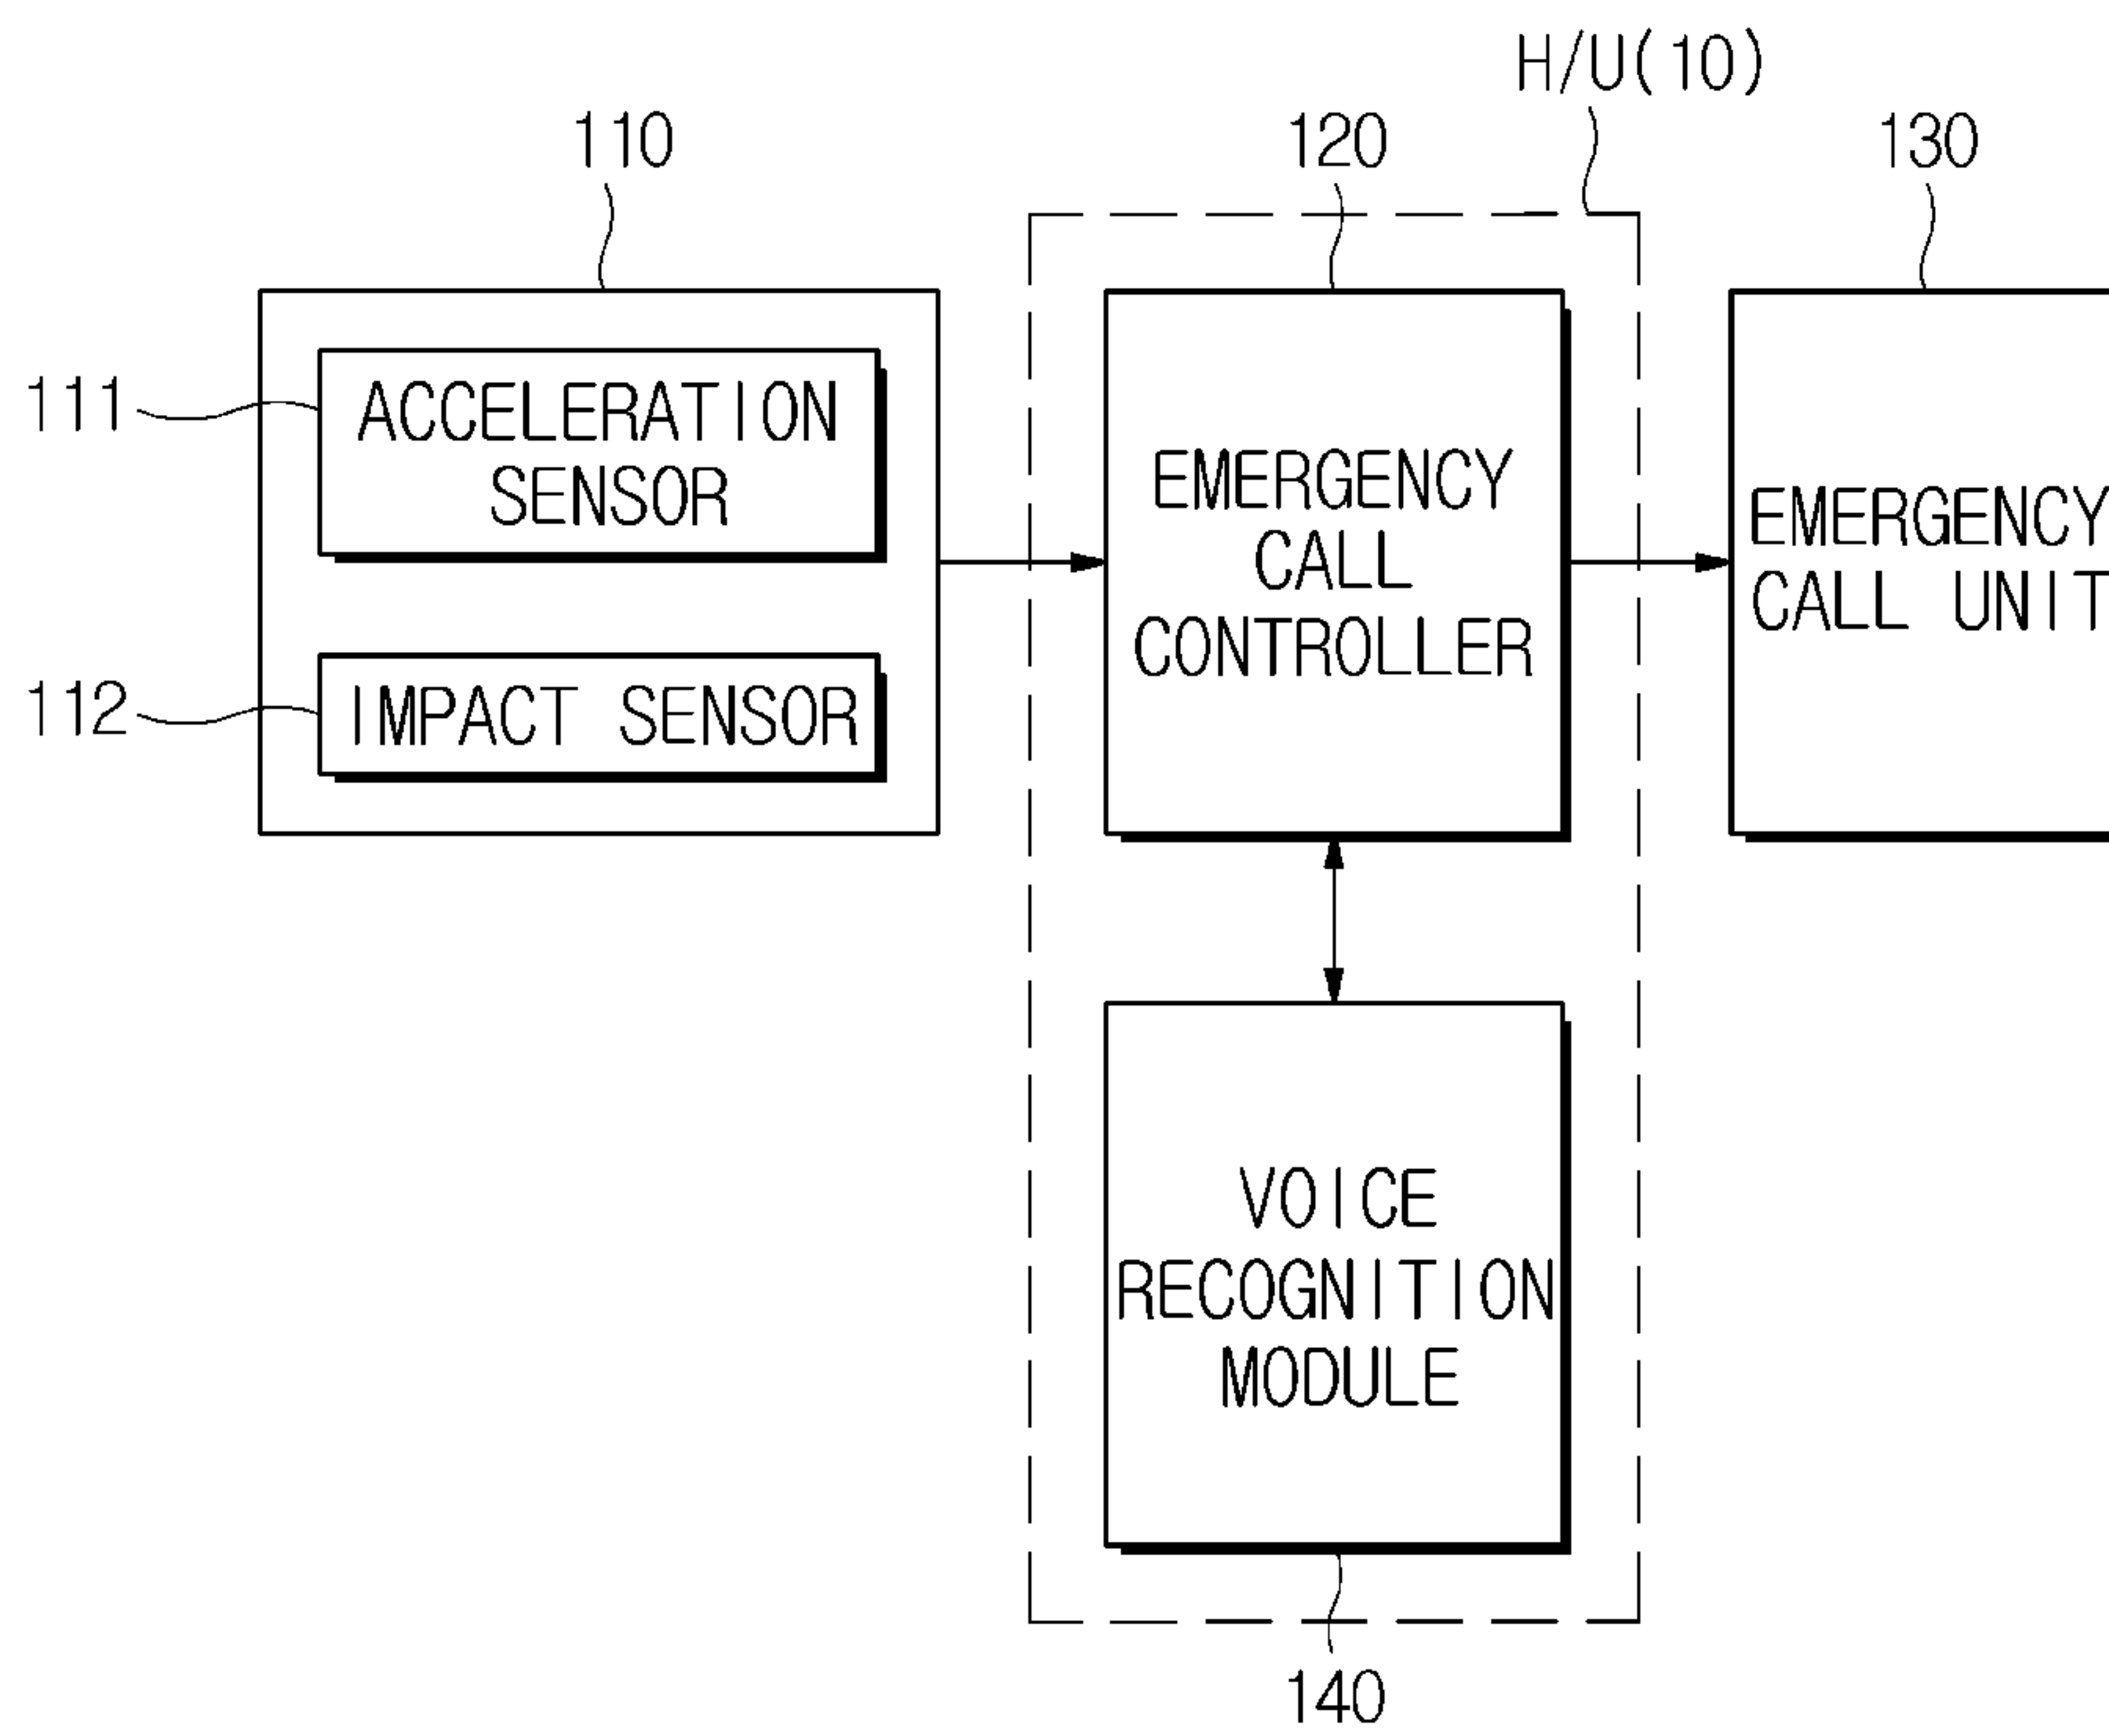 H/U(10)
110
120
130
111
ACCELERATION
SENSOR
112
IMPACT SENSOR
EMERGENCY
CALL
CONTROLLER
EMERGENCY
CALL UNIT
VOICE
RECOGNITION
MODULE
140